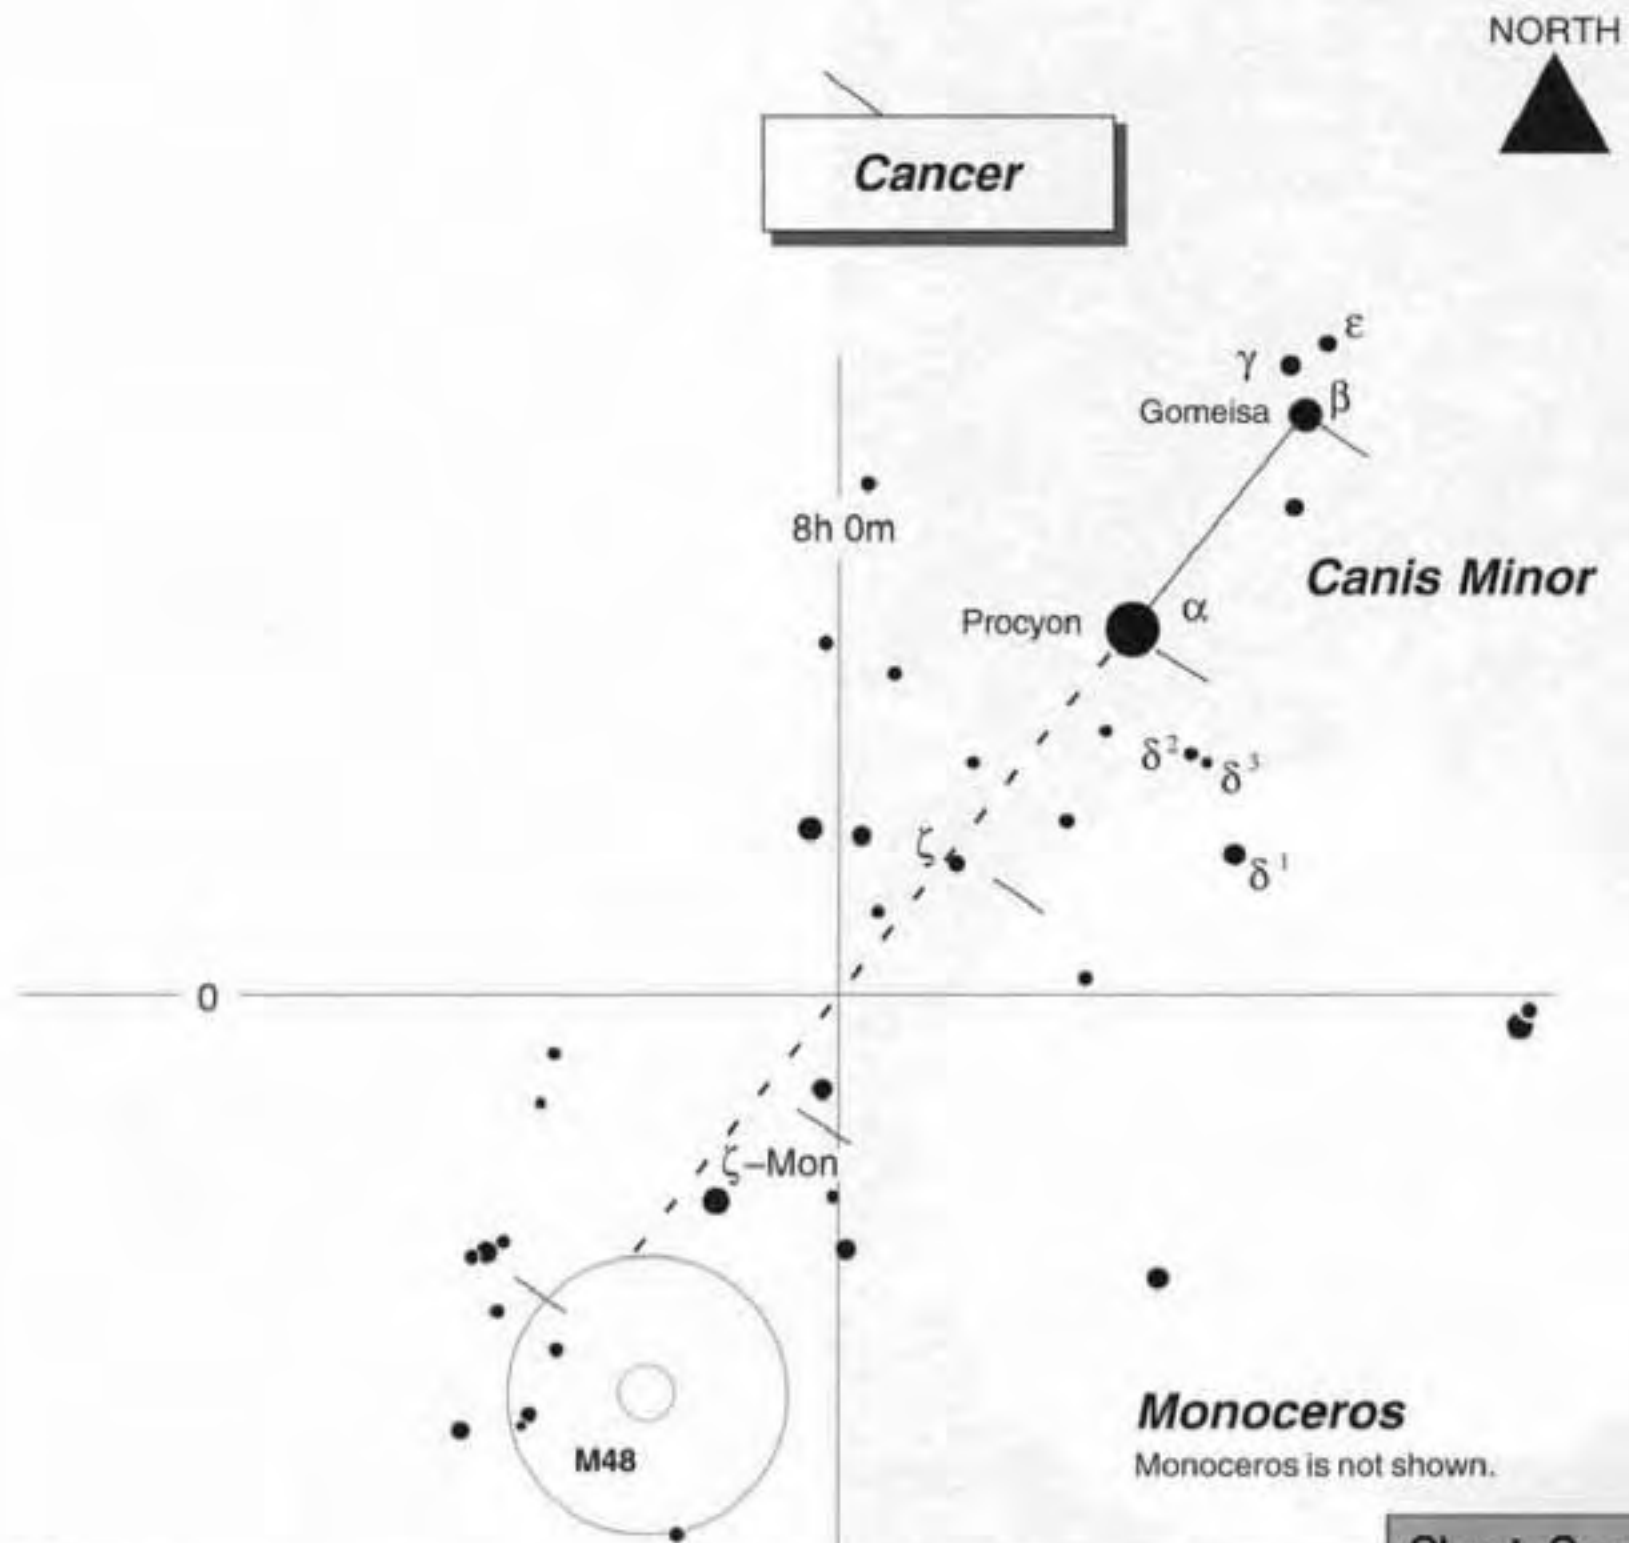 NORTH
Cancer
ε
γ
β
Gomeisa
8h 0m
Canis Minor
α
Procyon
δ²
δ³
ζ
δ¹
0
ζ–Mon
Monoceros
M48
Monoceros is not shown.